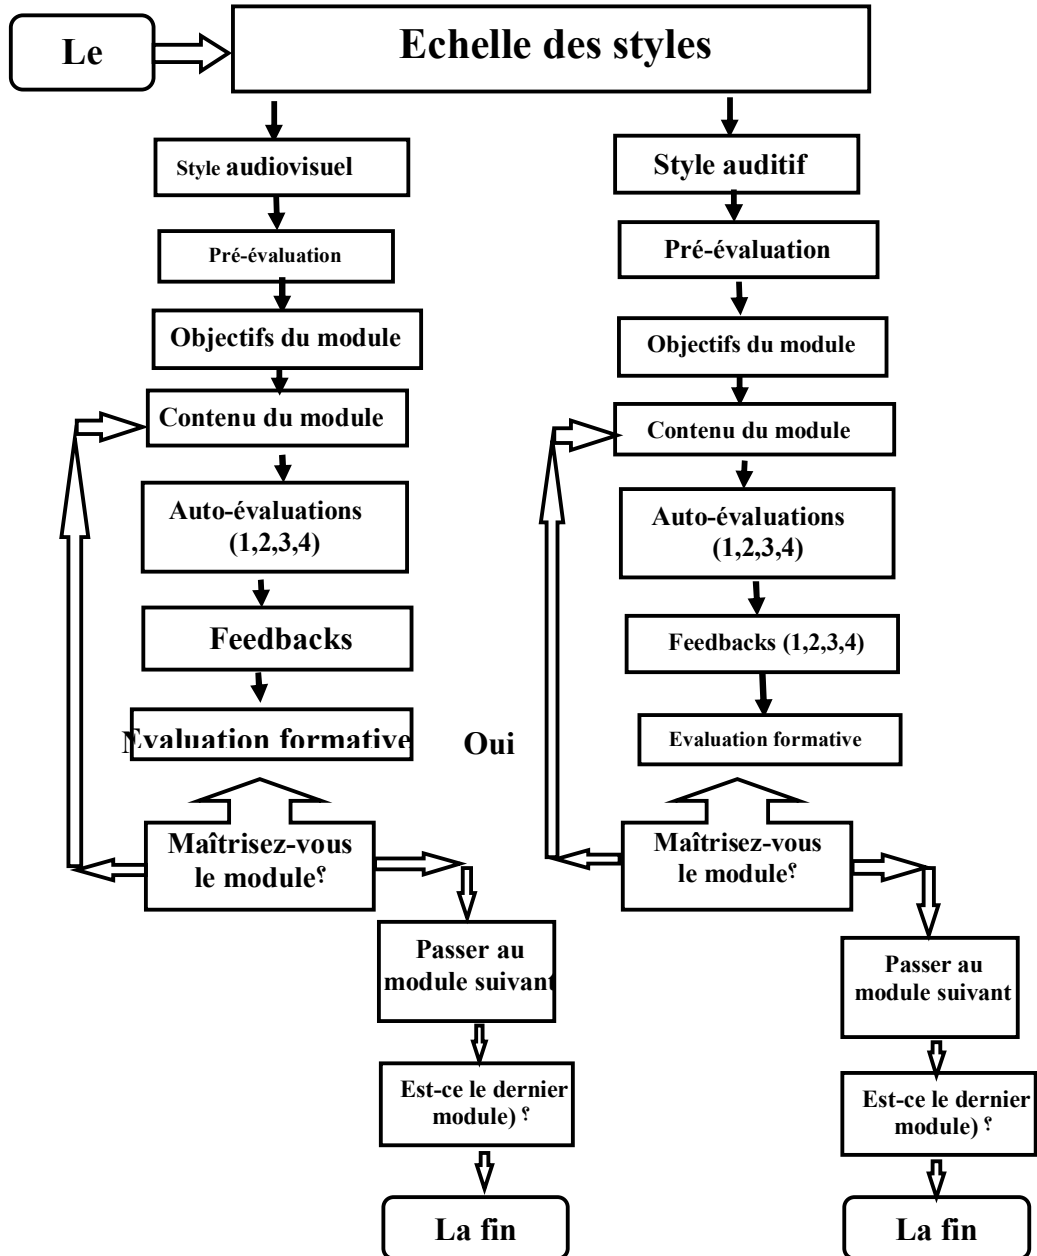 Le
Echelle des styles
Style audiovisuel
Pré-évaluation
Objectifs du module
Contenu du module
Auto-évaluations
(1,2,3,4)
Feedbacks
Evaluation formative
Maîtrisez-vous
le module؟
Passer au
module suivant
Est-ce le dernier
module) ؟
La fin
Oui
Style auditif
Pré-évaluation
Objectifs du module
Contenu du module
Auto-évaluations
(1,2,3,4)
Feedbacks (1,2,3,4)
Evaluation formative
Maîtrisez-vous
le module؟
Passer au
module suivant
Est-ce le dernier
module) ؟
La fin